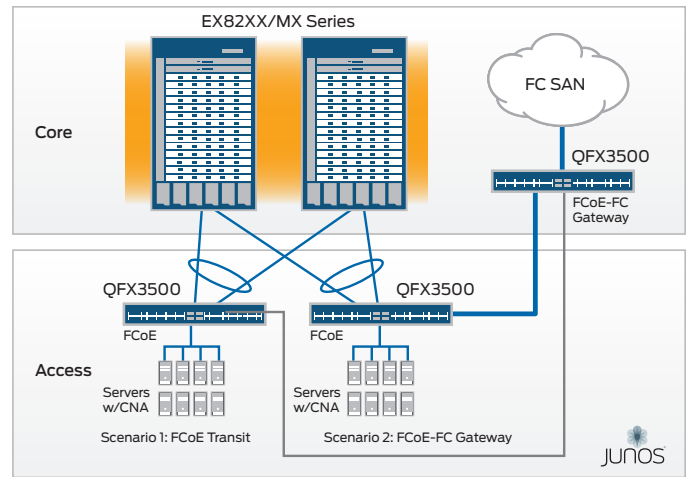 EX82XX/MX Series
FC SAN
Core
QFX3500
FCoE-FC
Gateway
QFX3500
QFX3500
FCoE
FCoE
Access
Servers
w/CNA
Servers
w/CNA
Scenario 1: FCoE Transit
Scenario 2: FCoE-FC Gateway
JUNOS